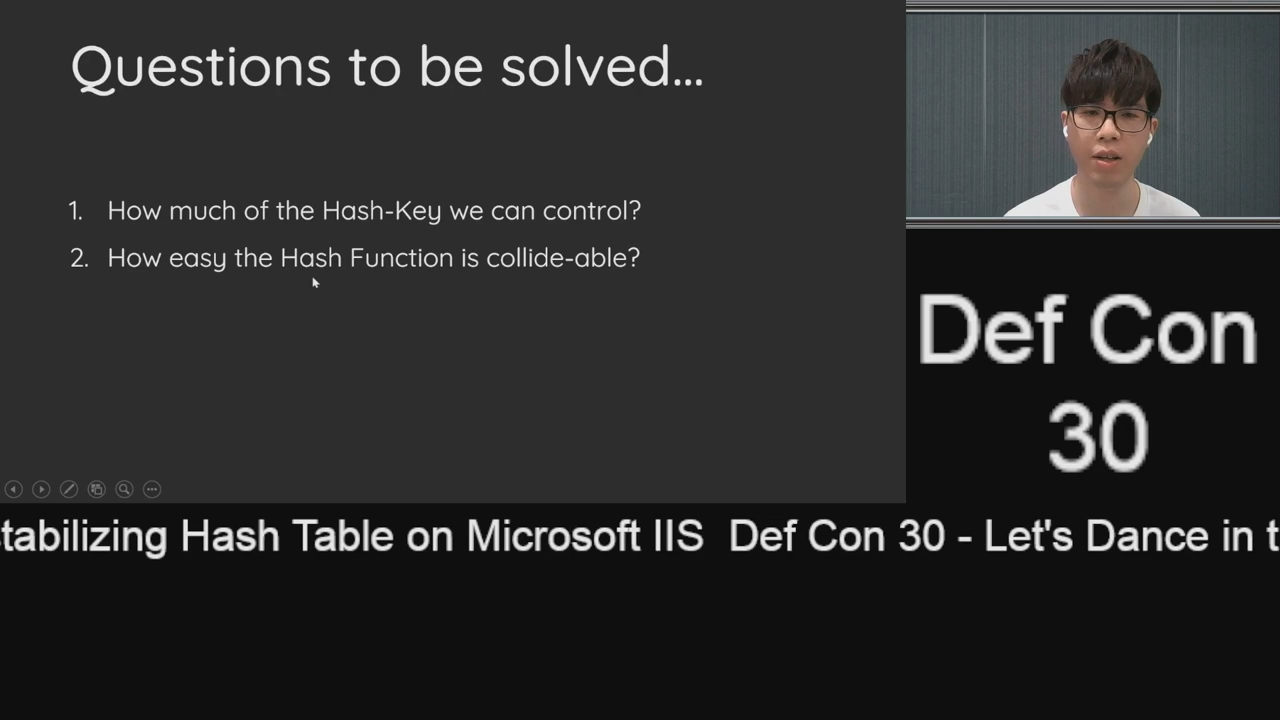 Questions to be solved...
1. How much of the Hash-Key we can control?
2. How easy the Hash Function is collide-able?
Def Con
30
tabilizing Hash Table on Microsoft IIS Def Con 30 - Let's Dance in t